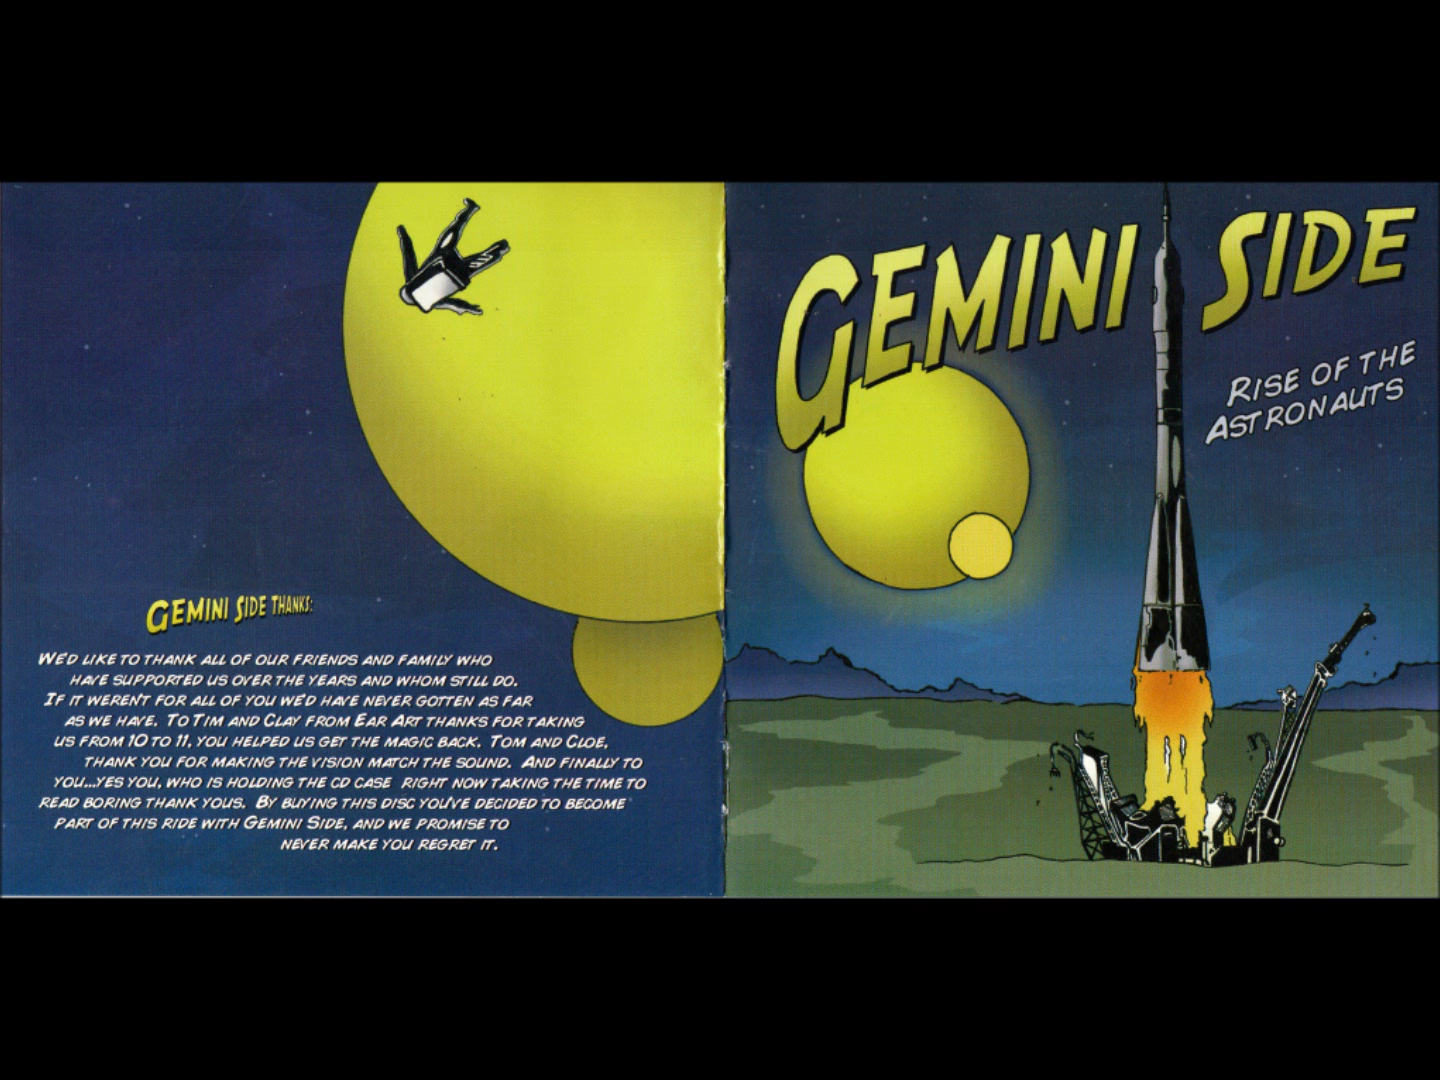 GEMINI SIDE THANKS:
WE'D LIKE TO THANK ALL OF OUR FRIENDS AND FAMILY WHO
HAVE SUPPORTED US OVER THE YEARS AND WHOM STILL DO.
IF IT WEREN'T FOR ALL OF YOU WE'D HAVE NEVER GOTTEN AS FAR
AS WE HAVE. TO TIM AND CLAY FROM EAR ART THANKS FOR TAKING
US FROM 10 TO 11, YOU HELPED US GET THE MAGIC BACK. TOM AND CLOE,
THANK YOU FOR MAKING THE VISION MATCH THE SOUND. AND FINALLY TO
YOU...YES YOU, WHO IS HOLDING THE CD CASE RIGHT NOW TAKING THE TIME TO
READ BORING THANK YOUS. BY BUYING THIS DISC YOU'VE DECIDED TO BECOME
PART OF THIS RIDE WITH GEMINI SIDE, AND WE PROMISE TO
NEVER MAKE YOU REGRET IT.
GEMINI SIDE
RISE OF THE
ASTRONAUTS